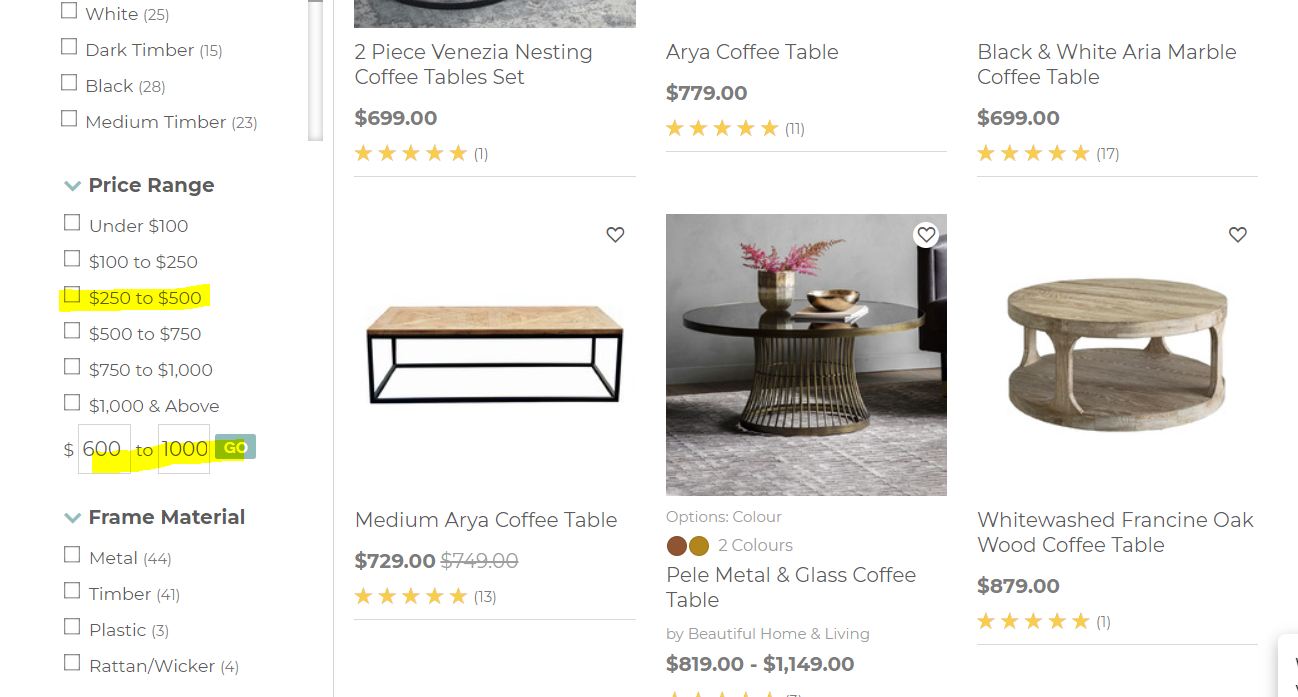 White (25)
Dark Timber (15)
Black (28)
Medium Timber (23)
Price Range
Under $100
$100 to $250
$250 to $500
$500 to $750
$750 to $1,000
$1,000 & Above
$ 600 to 1000 GO
Frame Material
Metal (44)
Timber (41)
Plastic (3)
Rattan/Wicker (4)
2 Piece Venezia Nesting
Coffee Tables Set
$699.00
(1)
Arya Coffee Table
$779.00
(11)
Black & White Aria Marble
Coffee Table
$699.00
(17)
Medium Arya Coffee Table
$729.00 $749.00
(13)
Options: Colour
2 Colours
Pele Metal & Glass Coffee
Table
by Beautiful Home & Living
$819.00 - $1,149.00
Whitewashed Francine Oak
Wood Coffee Table
$879.00
(1)